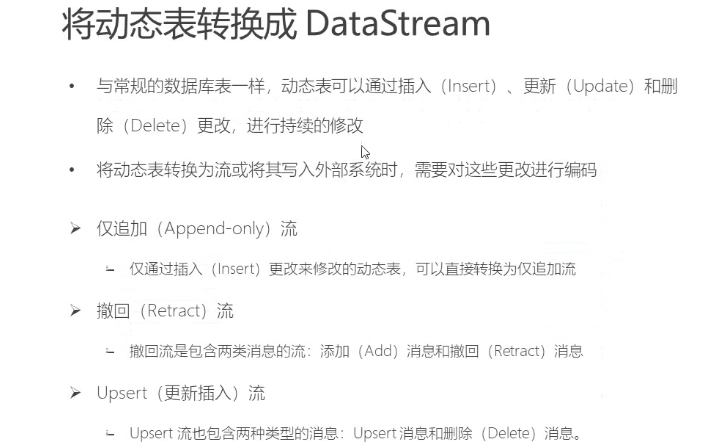 将动态表转换成 DataStream
• 与常规的数据库表一样，动态表可以通过插入（Insert）、更新（Update）和删
除（Delete）更改，进行持续的修改
• 将动态表转换为流或将其写入外部系统时，需要对这些更改进行编码
➢ 仅追加（Append-only）流
– 仅通过插入（Insert）更改来修改的动态表，可以直接转换为仅追加流
➢ 撤回（Retract）流
– 撤回流是包含两类消息的流：添加（Add）消息和撤回（Retract）消息
➢ Upsert（更新插入）流
– Upsert 流也包含两种类型的消息：Upsert 消息和删除（Delete）消息。